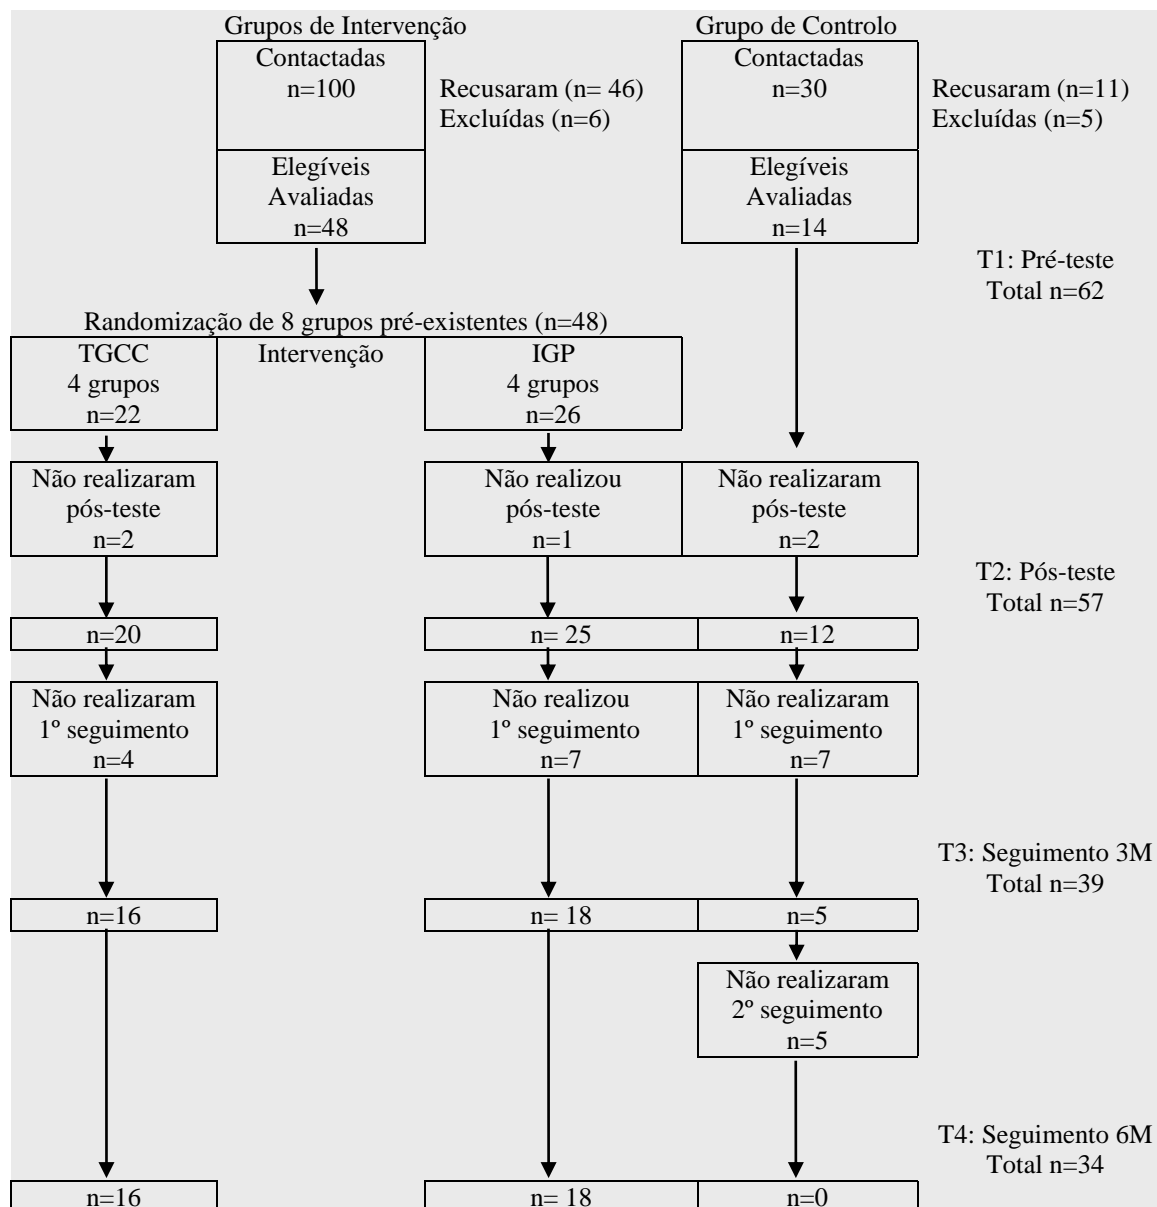 Grupos de Intervenção
Grupo de Controlo
Contactadas
n=100
Recusaram (n= 46)
Excluídas (n=6)
Contactadas
n=30
Recusaram (n=11)
Excluídas (n=5)
Elegíveis
Avaliadas
n=48
Elegíveis
Avaliadas
n=14
T1: Pré-teste
Total n=62
Randomização de 8 grupos pré-existentes (n=48)
TGCC
4 grupos
n=22
Intervenção
IGP
4 grupos
n=26
Não realizaram
pós-teste
n=2
Não realizou
pós-teste
n=1
Não realizaram
pós-teste
n=2
T2: Pós-teste
Total n=57
n=20
n= 25
n=12
Não realizaram
1º seguimento
n=4
Não realizou
1º seguimento
n=7
Não realizaram
1º seguimento
n=7
T3: Seguimento 3M
Total n=39
n=16
n= 18
n=5
Não realizaram
2º seguimento
n=5
T4: Seguimento 6M
Total n=34
n=16
n= 18
n=0